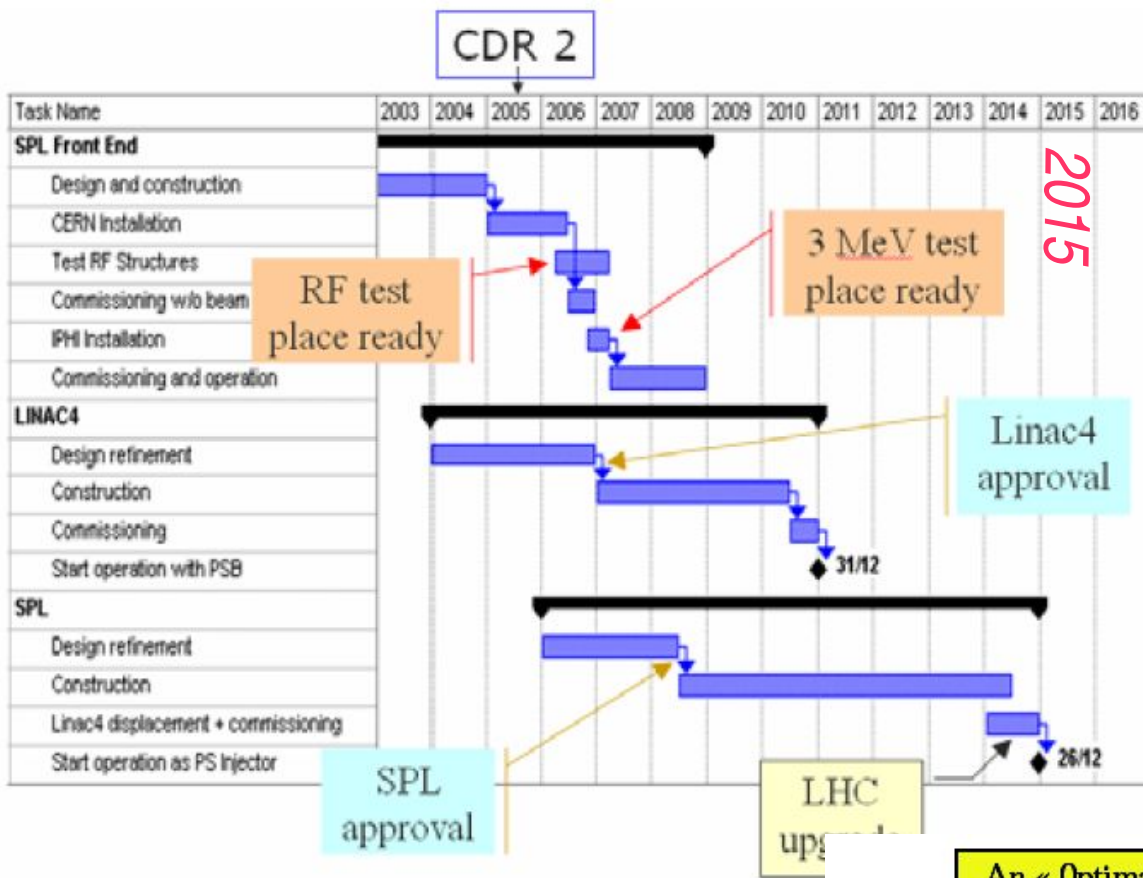 CDR 2
Task Name 2003 2004 2005 2006 2007 2008 2009 2010 2011 2012 2013 2014 2015 2016
SPL Front End
Design and construction
CERN Installation
Test RF Structures
Commissioning w/o beam
IPHI Installation
Commissioning and operation
RF test
place ready
3 MeV test
place ready
2015
LINAC4
Design refinement
Construction
Commissioning
Start operation with PSB
31/12
Linac4
approval
SPL
Design refinement
Construction
Linac4 displacement + commissioning
Start operation as PS Injector
26/12
SPL
approval
LHC
An « Optima